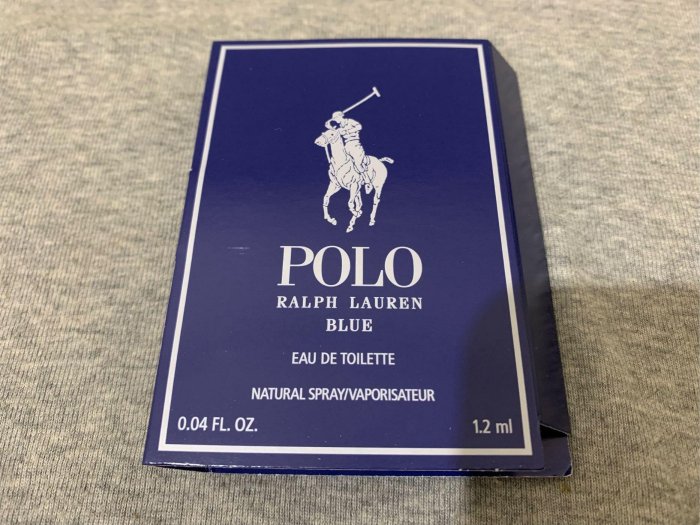 POLO
RALPH LAUREN
BLUE
EAU DE TOILETTE
NATURAL SPRAY/VAPORISATEUR
0.04 FL. OZ. 1.2 ml